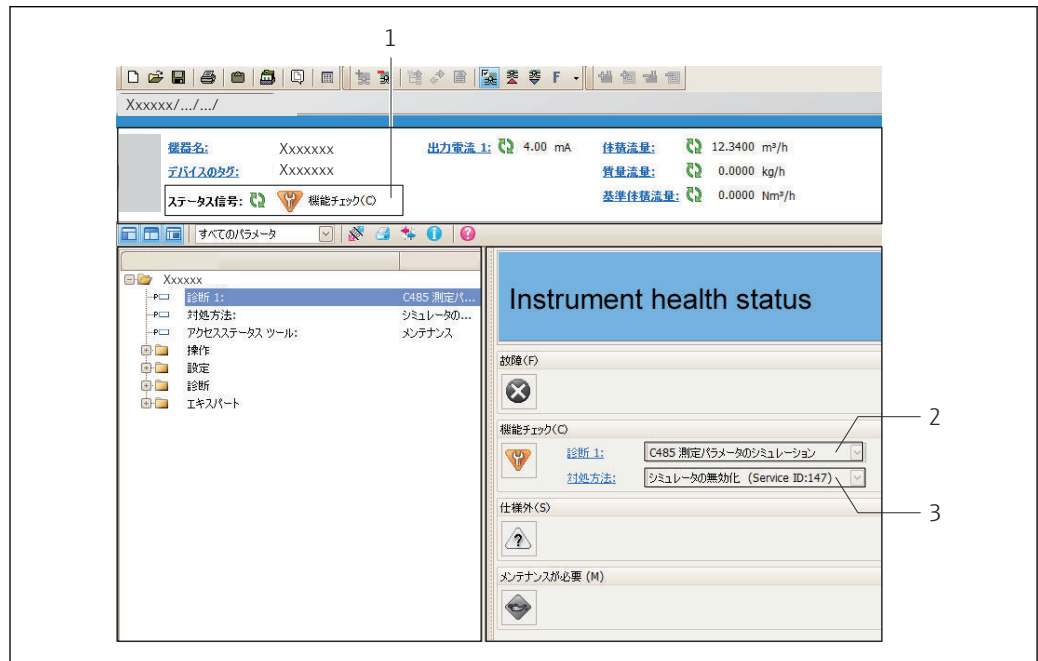 1
F
Xxxxxx/.../.../
機器名: Xxxxxxx 出力電流 1: 4.00 mA 体積流量: 12.3400 m³/h
デバイスのタグ: Xxxxxxx 質量流量: 0.0000 kg/h
ステータス信号: 機能チェック(C) 基準体積流量: 0.0000 Nm³/h
すべてのパラメータ
Xxxxxx
診断 1: C485 測定パ...
対処方法: シミュレータの...
アクセスステータス ツール: メンテナンス
操作
設定
診断
エキスパート
Instrument health status
故障(F)
機能チェック(C)
診断 1: C485 測定パラメータのシミュレーション
2
対処方法: シミュレータの無効化 (Service ID:147)
3
仕様外(S)
?
メンテナンスが必要 (M)